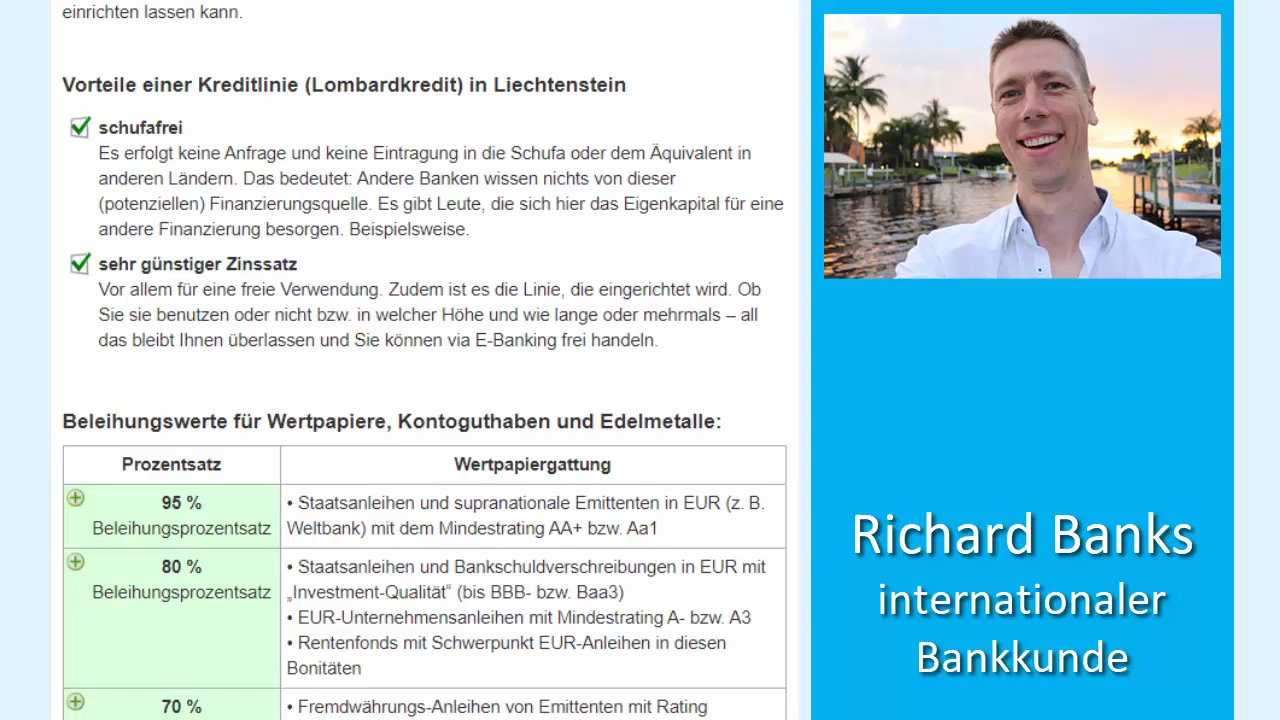 einrichten lassen kann.
Vorteile einer Kreditlinie (Lombardkredit) in Liechtenstein
schufafrei
Es erfolgt keine Anfrage und keine Eintragung in die Schufa oder dem Äquivalent in
anderen Ländern. Das bedeutet: Andere Banken wissen nichts von dieser
(potenziellen) Finanzierungsquelle. Es gibt Leute, die sich hier das Eigenkapital für eine
andere Finanzierung besorgen. Beispielsweise.
sehr günstiger Zinssatz
Vor allem für eine freie Verwendung. Zudem ist es die Linie, die eingerichtet wird. Ob
Sie sie benutzen oder nicht bzw. in welcher Höhe und wie lange oder mehrmals – all
das bleibt Ihnen überlassen und Sie können via E-Banking frei handeln.
Beleihungswerte für Wertpapiere, Kontoguthaben und Edelmetalle:
Prozentsatz
Wertpapiergattung
95 %
Beleihungsprozentsatz
• Staatsanleihen und supranationale Emittenten in EUR (z. B.
Weltbank) mit dem Mindestrating AA+ bzw. Aa1
80 %
Beleihungsprozentsatz
• Staatsanleihen und Bankschuldverschreibungen in EUR mit
„Investment-Qualität“ (bis BBB- bzw. Baa3)
• EUR-Unternehmensanleihen mit Mindestrating A- bzw. A3
• Rentenfonds mit Schwerpunkt EUR-Anleihen in diesen
Bonitäten
70 %
• Fremdwährungs-Anleihen von Emittenten mit Rating
Richard Banks
internationaler
Bankkunde